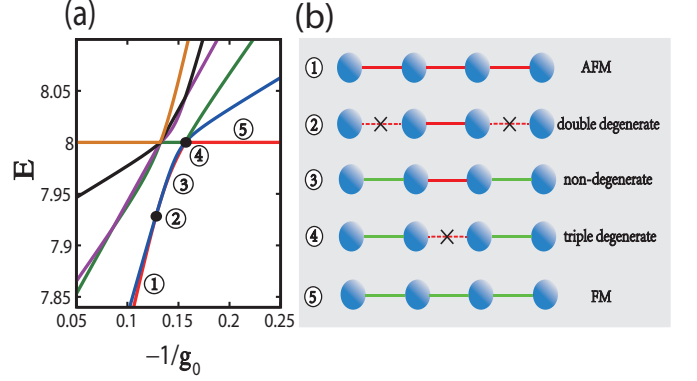 (a)
(b)
8.05
8
7.95
7.9
7.85
E
0.05 0.1 0.15 0.2 0.25
−1/g₀
⑤
④
③
②
①
① AFM
② double degenerate
③ non-degenerate
④ triple degenerate
⑤ FM